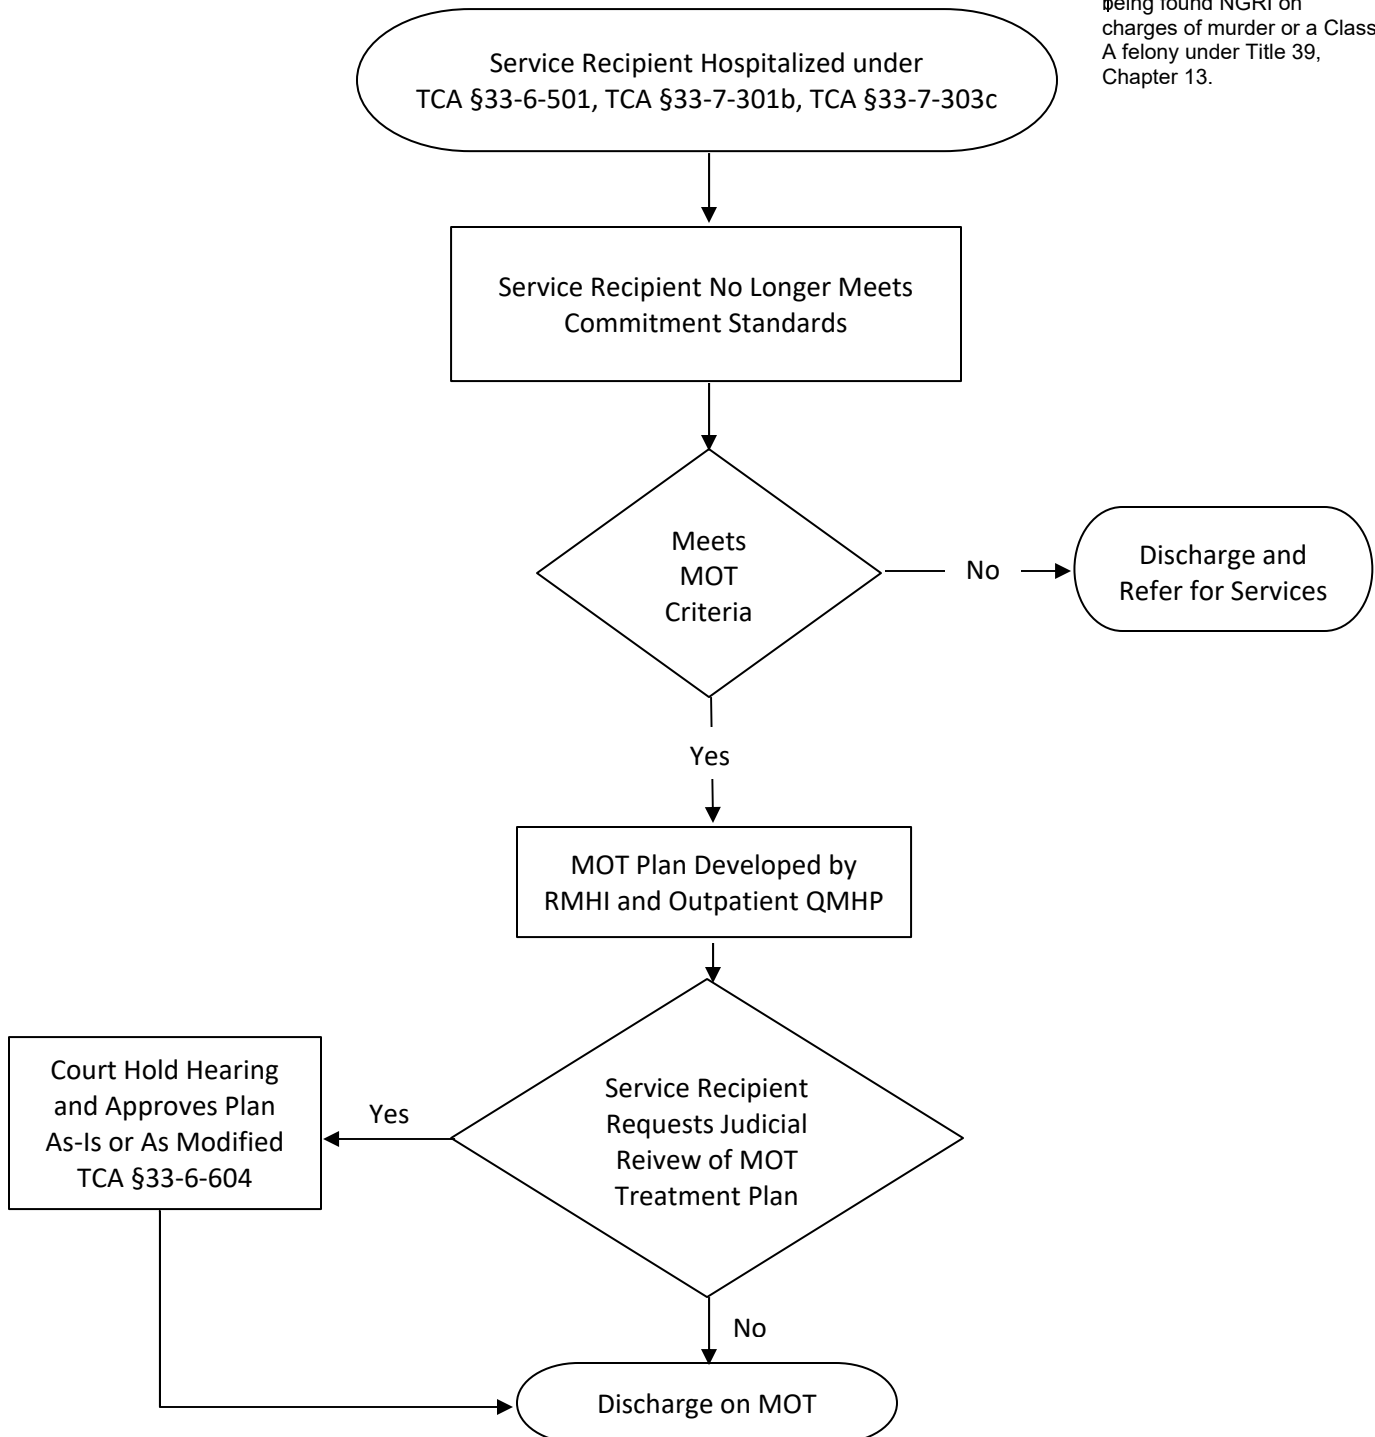 being found NGRI on
charges of murder or a Class
A felony under Title 39,
Chapter 13.
Service Recipient Hospitalized under
TCA §33-6-501, TCA §33-7-301b, TCA §33-7-303c
Service Recipient No Longer Meets
Commitment Standards
Meets
MOT
Criteria
No
Discharge and
Refer for Services
Yes
MOT Plan Developed by
RMHI and Outpatient QMHP
Court Hold Hearing
and Approves Plan
As-Is or As Modified
TCA §33-6-604
Yes
Service Recipient
Requests Judicial
Reivew of MOT
Treatment Plan
No
Discharge on MOT